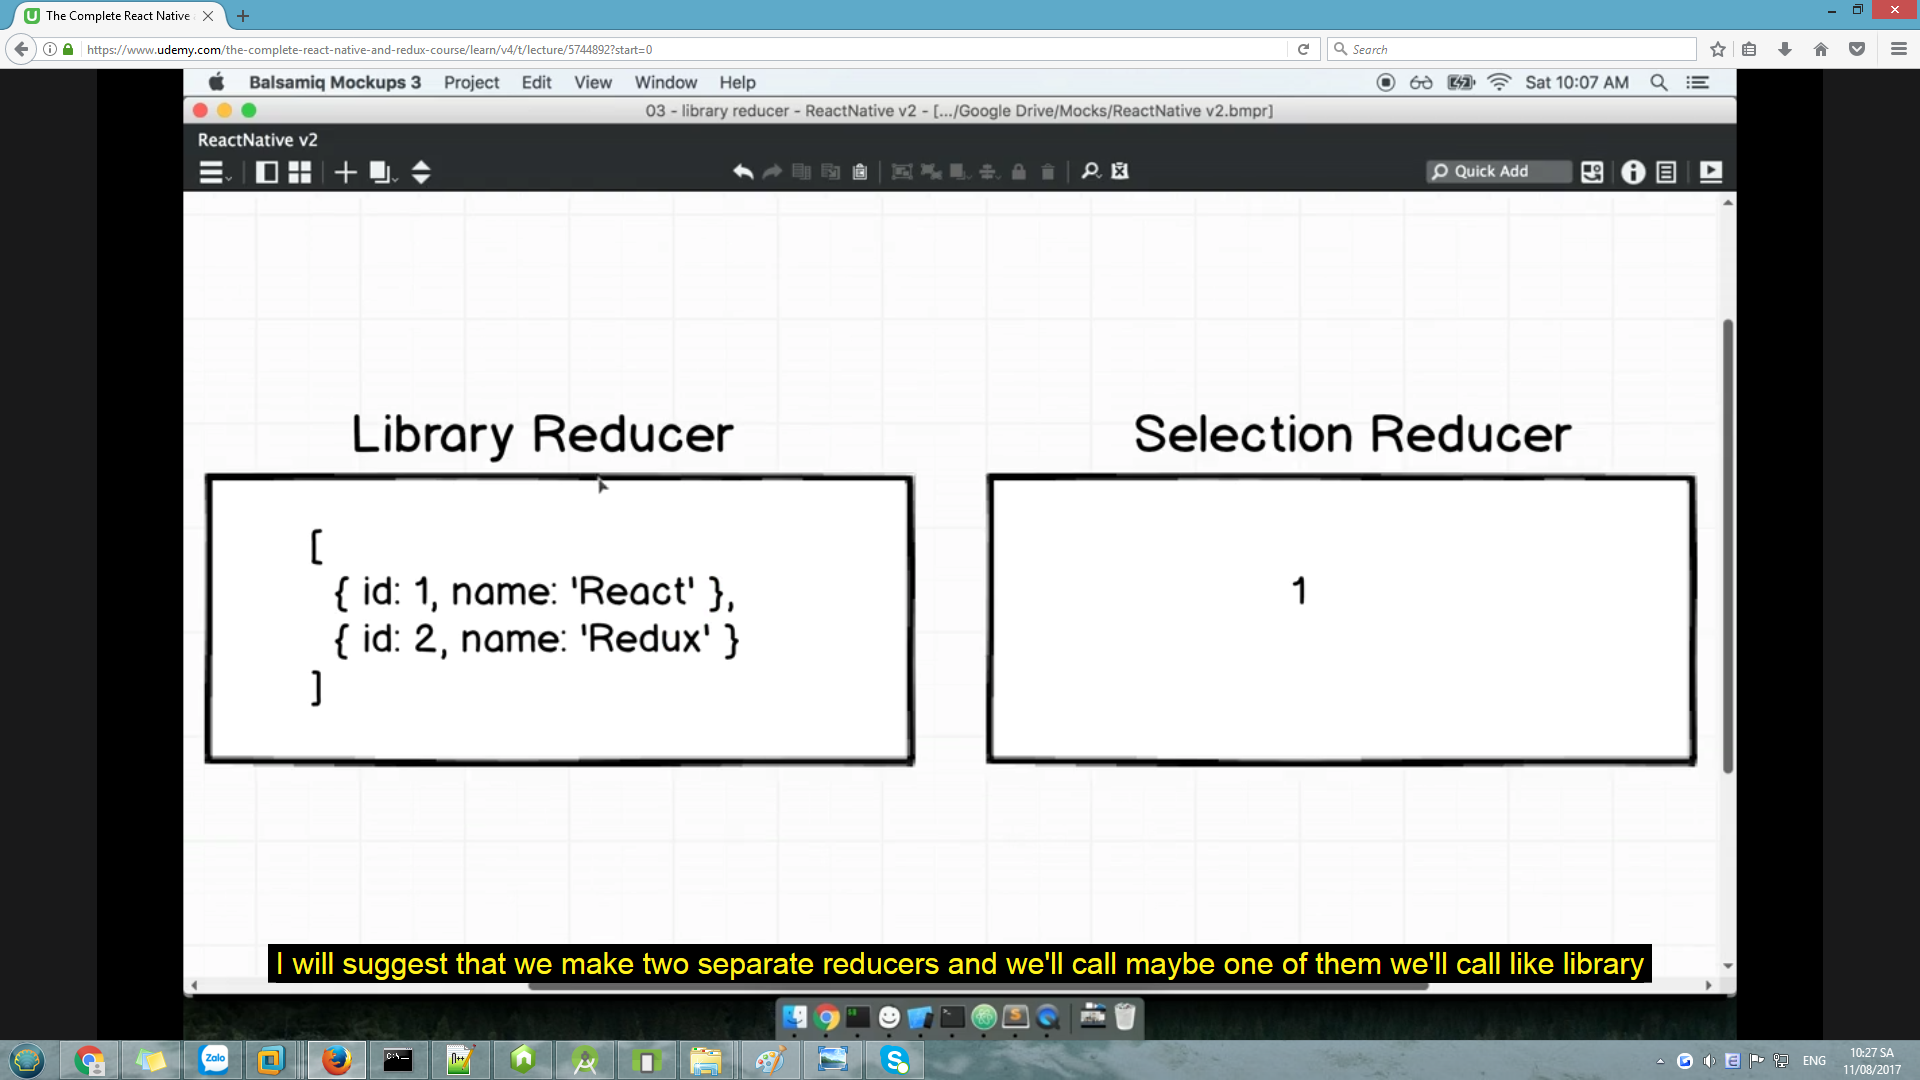 The Complete React Native
https://www.udemy.com/the-complete-react-native-and-redux-course/learn/v4/t/lecture/5744892?start=0
Search
Balsamiq Mockups 3 Project Edit View Window Help
Sat 10:07 AM
03 - library reducer - ReactNative v2 - [.../Google Drive/Mocks/ReactNative v2.bmpr]
ReactNative v2
Quick Add
Library Reducer
[
{ id: 1, name: 'React' },
{ id: 2, name: 'Redux' }
]
Selection Reducer
1
I will suggest that we make two separate reducers and we'll call maybe one of them we'll call like library
Zalo
C:\_
ENG
10:27 SA
11/08/2017